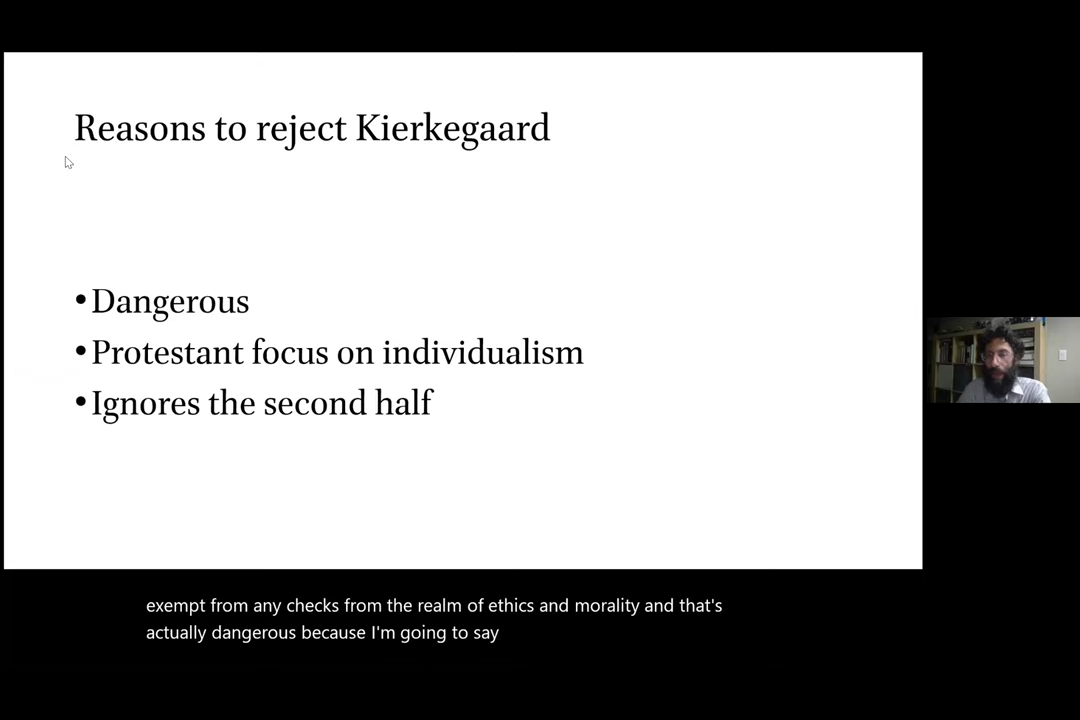 Reasons to reject Kierkegaard
•Dangerous
•Protestant focus on individualism
•Ignores the second half
exempt from any checks from the realm of ethics and morality and that's
actually dangerous because I'm going to say